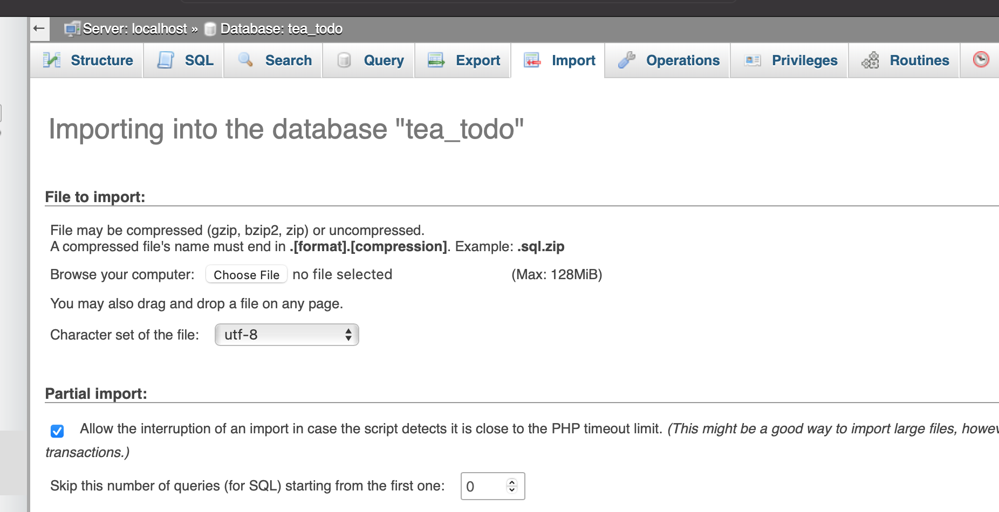 Server: localhost » Database: tea_todo
Structure SQL Search Query Export Import Operations Privileges Routines
Importing into the database "tea_todo"
File to import:
File may be compressed (gzip, bzip2, zip) or uncompressed.
A compressed file's name must end in .[format].[compression]. Example: .sql.zip
Browse your computer: Choose File no file selected (Max: 128MiB)
You may also drag and drop a file on any page.
Character set of the file: utf-8
Partial import:
Allow the interruption of an import in case the script detects it is close to the PHP timeout limit. (This might be a good way to import large files,
transactions.)
Skip this number of queries (for SQL) starting from the first one: 0